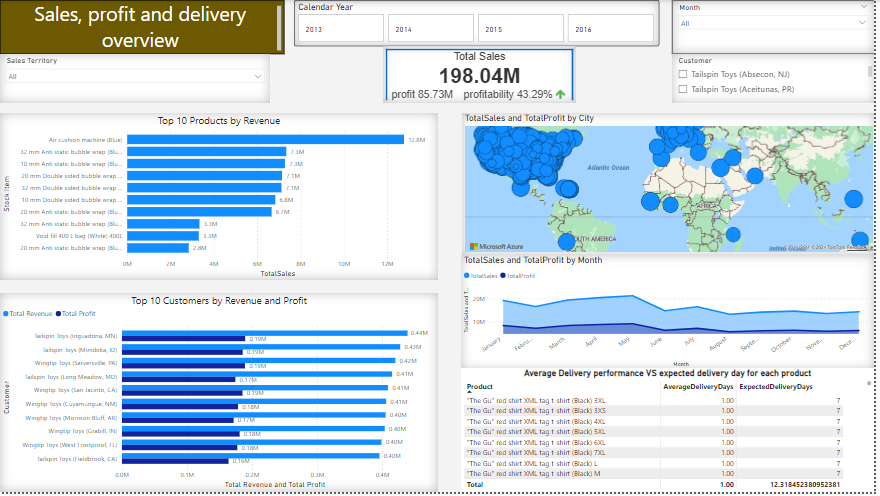 Sales, profit and delivery
overview
Calendar Year
2013
2014
2015
2016
Month
All
Sales Territory
All
Total Sales
198.04M
profit 85.73M profitability 43.29%
Customer
Tailspin Toys (Absecon, NJ)
Tailspin Toys (Aceitunas, PR)
Top 10 Products by Revenue
Stock Item
Air cushion machine (Blue) 12.8M
32 mm Anti static bubble wrap (Blu... 7.3M
10 mm Anti static bubble wrap (Blu... 7.3M
20 mm Double sided bubble wrap ... 7.1M
32 mm Double sided bubble wrap ... 7.1M
10 mm Double sided bubble wrap ... 6.8M
20 mm Anti static bubble wrap (Blu... 6.7M
32 mm Anti static bubble wrap (Blu... 3.3M
Void fill 400 L bag (White) 400L 3.3M
20 mm Anti static bubble wrap (Blu... 2.8M
0M 2M 4M 6M 8M 10M 12M
TotalSales
TotalSales and TotalProfit by City
Atlantic Ocean
AFRICA
SOUTH AMERICA
Microsoft Azure
TotalSales and TotalProfit by Month
TotalSales TotalProfit
TotalSales and T...
20M
10M
January Febru... March April May June July August Septe... October Nove... Dece...
Month
Top 10 Customers by Revenue and Profit
Total Revenue Total Profit
Customer
Tailspin Toys (Inguadona, MN) 0.44M
0.19M
Tailspin Toys (Minidoka, ID) 0.43M
0.19M
Wingtip Toys (Sarversville, PA) 0.42M
0.19M
Tailspin Toys (Long Meadow, MD) 0.41M
0.17M
Wingtip Toys (San Jacinto, CA) 0.41M
0.19M
Wingtip Toys (Cuyamungue, NM) 0.41M
0.18M
Wingtip Toys (Morrison Bluff, AR) 0.40M
0.17M
Wingtip Toys (Grabill, IN) 0.40M
0.18M
Wingtip Toys (West Frostproof, FL) 0.40M
0.18M
Tailspin Toys (Fieldbrook, CA) 0.40M
0.16M
0.0M 0.1M 0.2M 0.3M 0.4M
Total Revenue and Total Profit
Average Delivery performance VS expected delivery day for each product
Product AverageDeliveryDays ExpectedDeliveryDays
"The Gu" red shirt XML tag t-shirt (Black) 3XL 1.00 7
"The Gu" red shirt XML tag t-shirt (Black) 3XS 1.00 7
"The Gu" red shirt XML tag t-shirt (Black) 4XL 1.00 7
"The Gu" red shirt XML tag t-shirt (Black) 5XL 1.00 7
"The Gu" red shirt XML tag t-shirt (Black) 6XL 1.00 7
"The Gu" red shirt XML tag t-shirt (Black) 7XL 1.00 7
"The Gu" red shirt XML tag t-shirt (Black) L 1.00 7
"The Gu" red shirt XML tag t-shirt (Black) M 1.00 7
Total 1.00 12.318452380952381